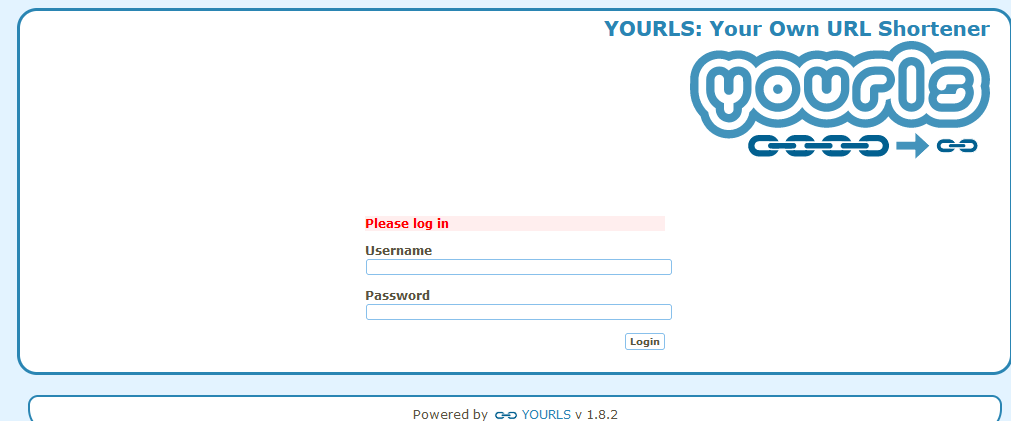 YOURLS: Your Own URL Shortener
yourls
Please log in
Username
Password
Login
Powered by YOURLS v 1.8.2